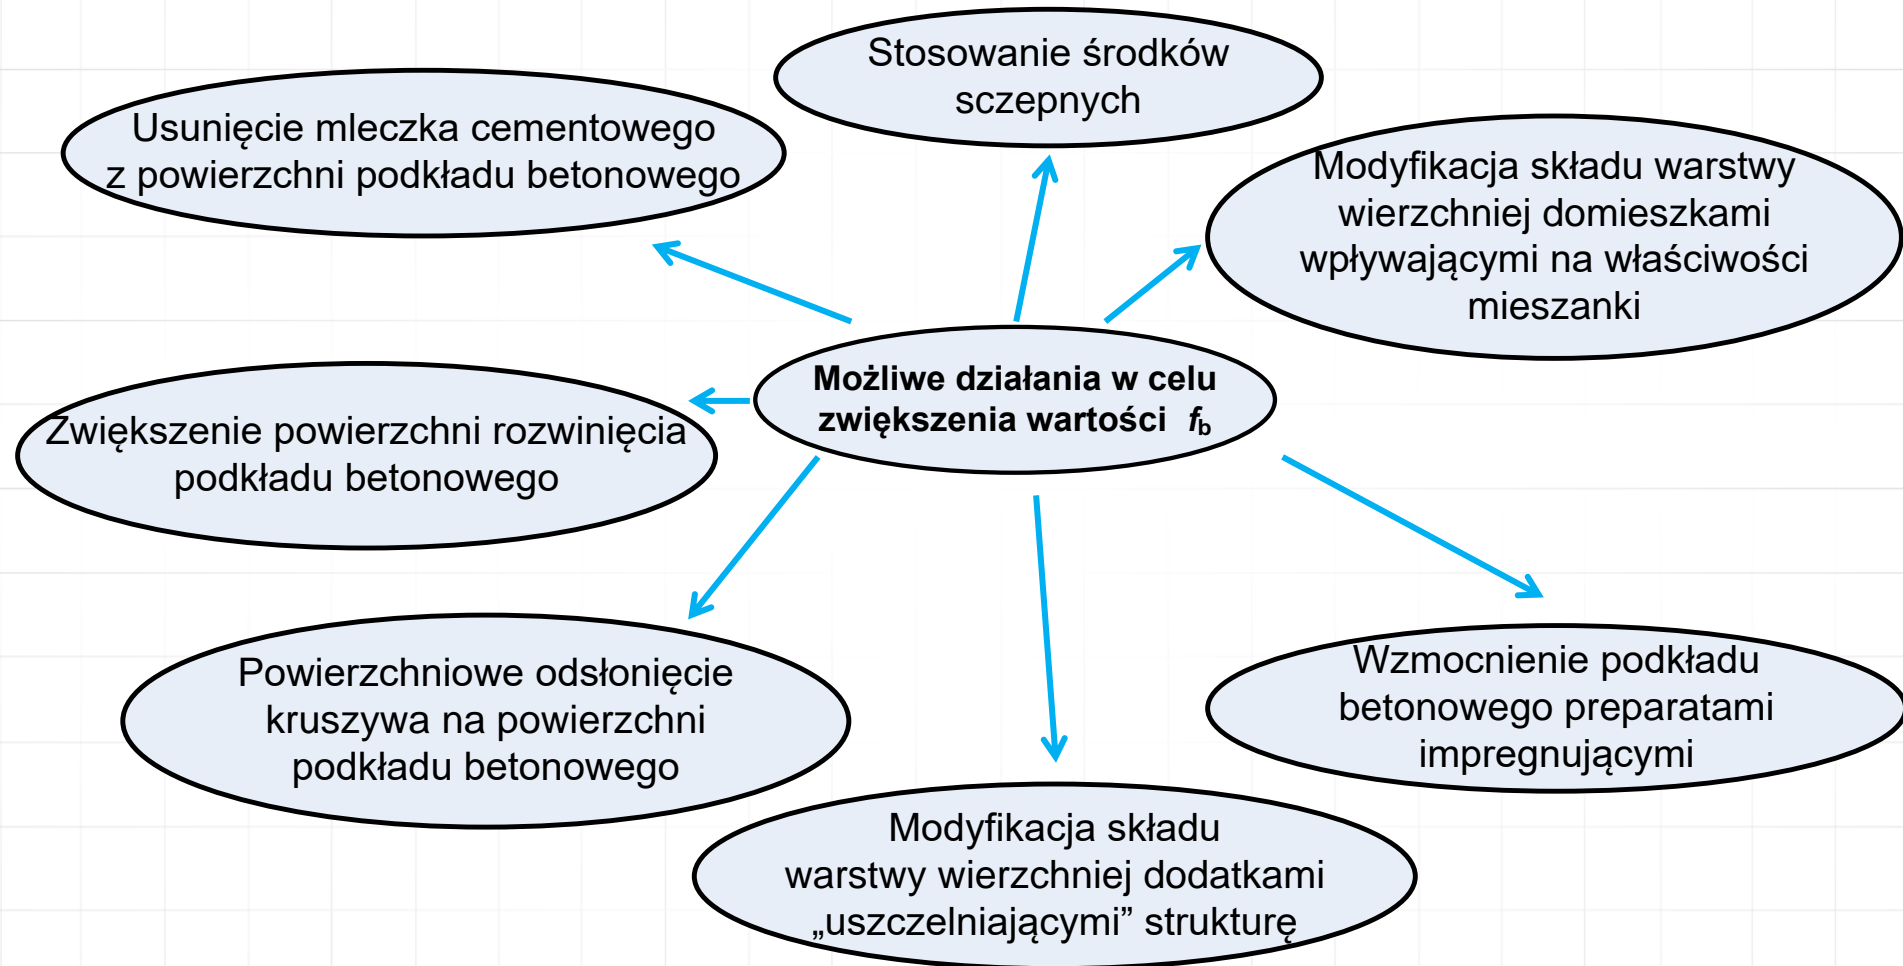 Stosowanie środków
sczepnych
Usunięcie mleczka cementowego
z powierzchni podkładu betonowego
Modyfikacja składu warstwy
wierzchniej domieszkami
wpływającymi na właściwości
mieszanki
Możliwe działania w celu
zwiększenia wartości fb
Zwiększenie powierzchni rozwinięcia
podkładu betonowego
Powierzchniowe odsłonięcie
kruszywa na powierzchni
podkładu betonowego
Wzmocnienie podkładu
betonowego preparatami
impregnującymi
Modyfikacja składu
warstwy wierzchniej dodatkami
„uszczelniającymi” strukturę